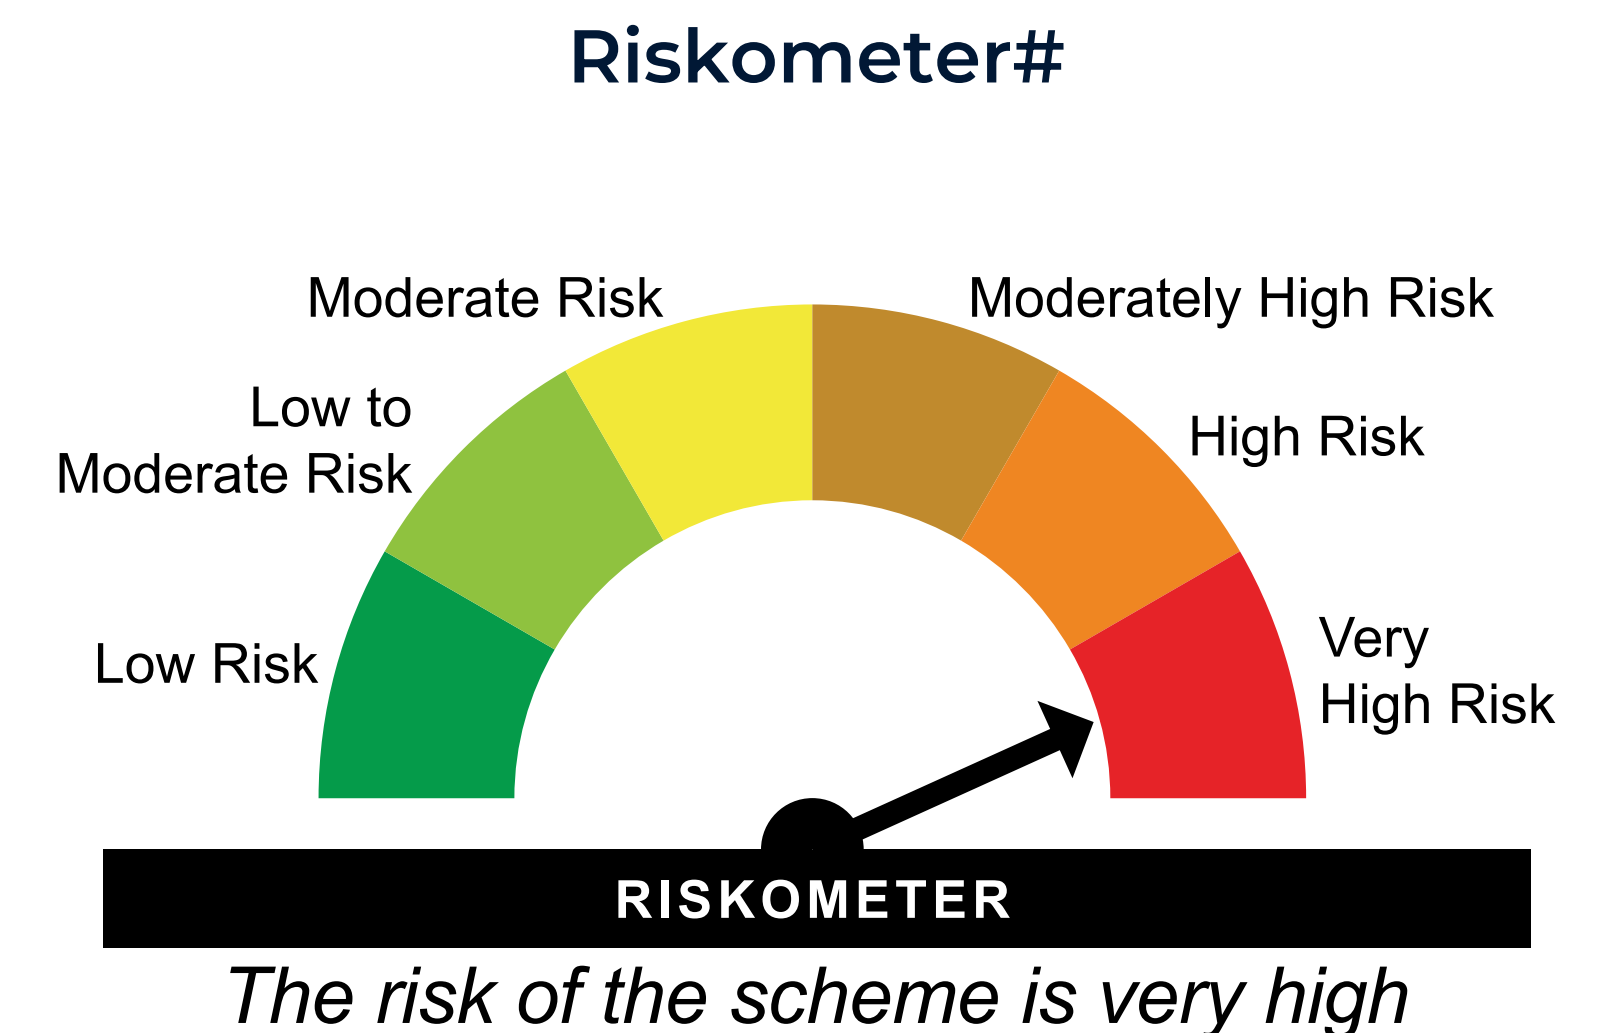 Riskometer#
Moderate Risk
Moderately High Risk
Low to
Moderate Risk
High Risk
Low Risk
Very
High Risk
RISKOMETER
The risk of the scheme is very high